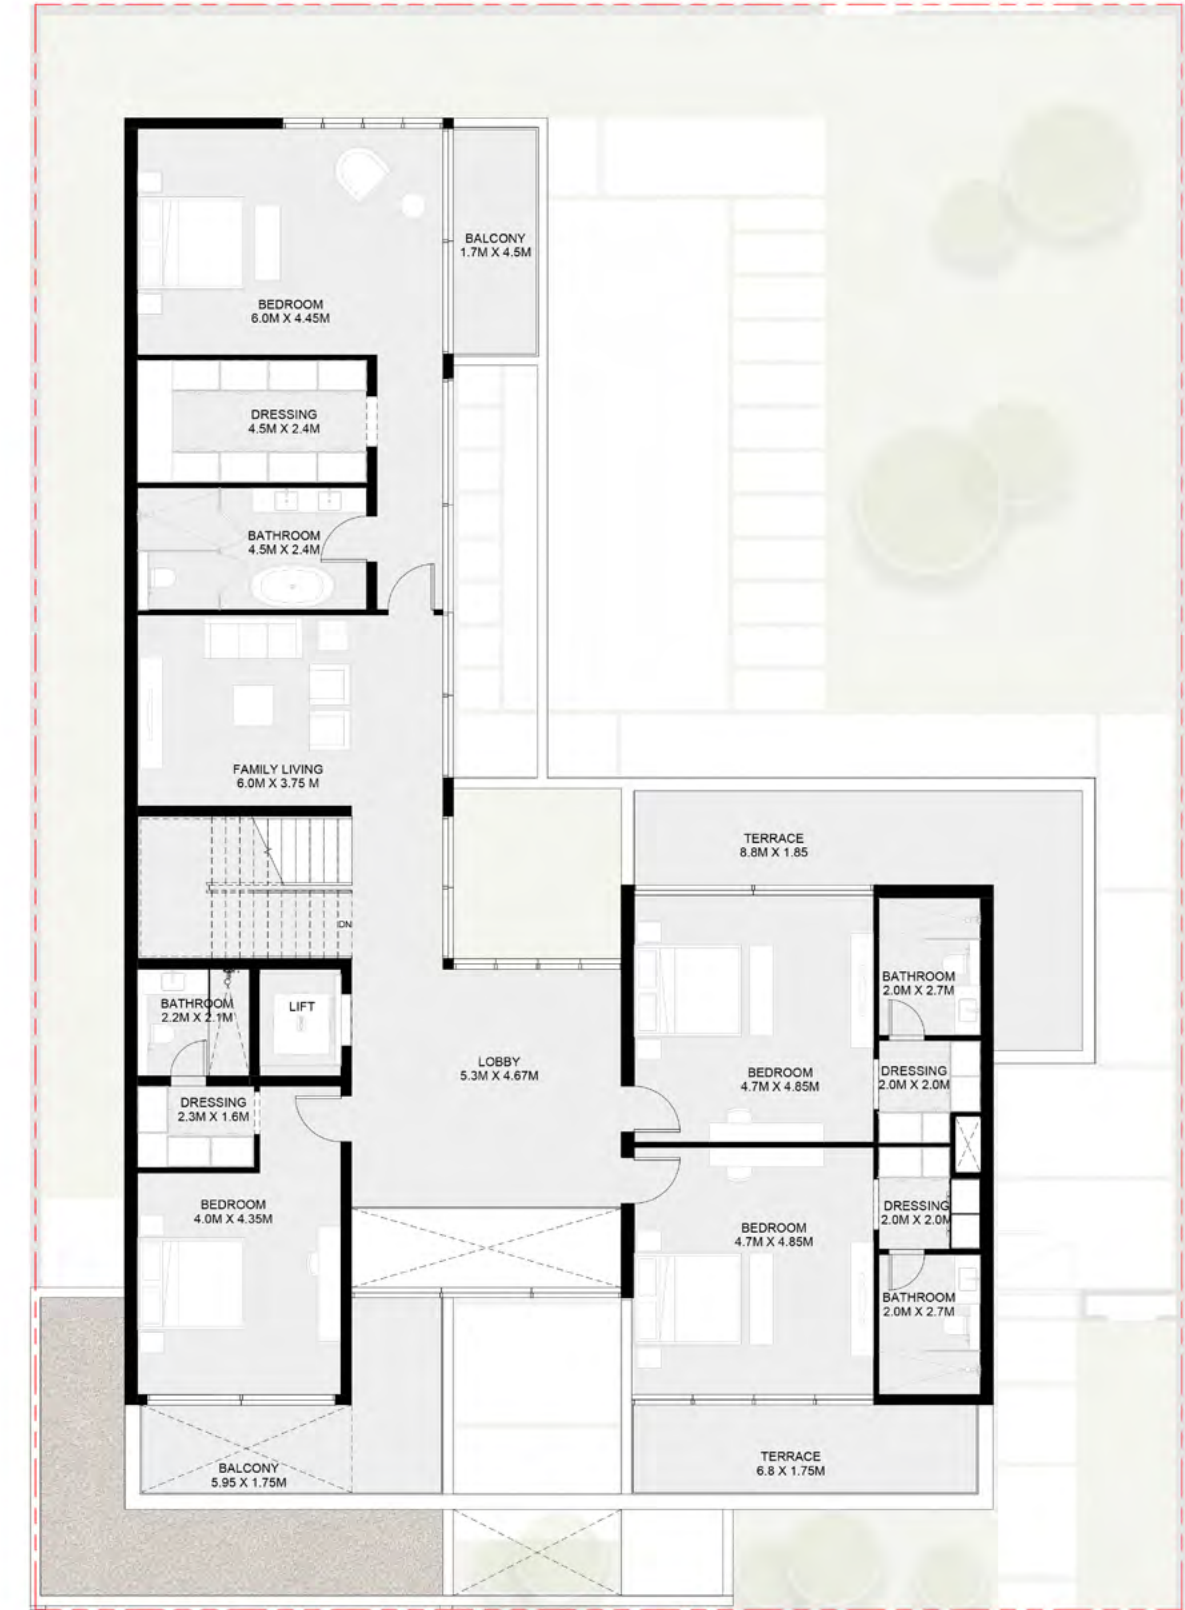 BALCONY
1.7M X 4.5M
BEDROOM
6.0M X 4.45M
DRESSING
4.5M X 2.4M
BATHROOM
4.5M X 2.4M
FAMILY LIVING
6.0M X 3.75 M
TERRACE
8.8M X 1.85
DN
BATHROOM
2.0M X 2.7M
BATHROOM
2.2M X 2.1M
LIFT
LOBBY
5.3M X 4.67M
BEDROOM
4.7M X 4.85M
DRESSING
2.0M X 2.0M
DRESSING
2.3M X 1.6M
BEDROOM
4.0M X 4.35M
BEDROOM
4.7M X 4.85M
DRESSING
2.0M X 2.0M
BATHROOM
2.0M X 2.7M
BALCONY
5.95 X 1.75M
TERRACE
6.8 X 1.75M